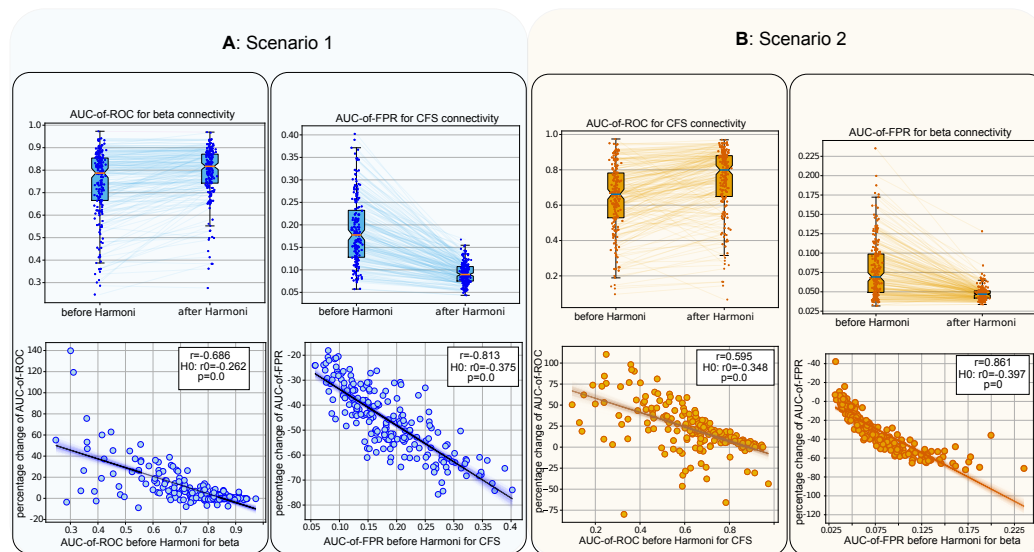 A: Scenario 1
AUC-of-ROC for beta connectivity
1.0
0.9
0.8
0.7
0.6
0.5
0.4
0.3
before Harmoni after Harmoni
AUC-of-FPR for CFS connectivity
0.40
0.35
0.30
0.25
0.20
0.15
0.10
0.05
before Harmoni after Harmoni
percentage change of AUC-of-ROC
140
120
100
80
60
40
20
0
-20
r=-0.686
H0: r0=-0.262
p=0.0
0.3 0.4 0.5 0.6 0.7 0.8 0.9
AUC-of-ROC before Harmoni for beta
percentage change of AUC-of-FPR
-20
-30
-40
-50
-60
-70
-80
r=-0.813
H0: r0=-0.375
p=0.0
0.05 0.10 0.15 0.20 0.25 0.30 0.35 0.4
AUC-of-FPR before Harmoni for CFS
B: Scenario 2
AUC-of-ROC for CFS connectivity
1.0
0.8
0.6
0.4
0.2
before Harmoni after Harmoni
AUC-of-FPR for beta connectivity
0.225
0.200
0.175
0.150
0.125
0.100
0.075
0.050
0.025
before Harmoni after Harmoni
percentage change of AUC-of-ROC
100
75
50
25
0
-25
-50
-75
r=0.595
H0: r0=-0.348
p=0.0
0.2 0.4 0.6 0.8
AUC-of-ROC before Harmoni for CFS
percentage change of AUC-of-FPR
-40
-20
-0
-20
-40
-60
-80
-100
-120
r=0.861
H0: r0=-0.397
p=0
0.025 0.075 0.125 0.175 0.225
AUC-of-FPR before Harmoni for beta